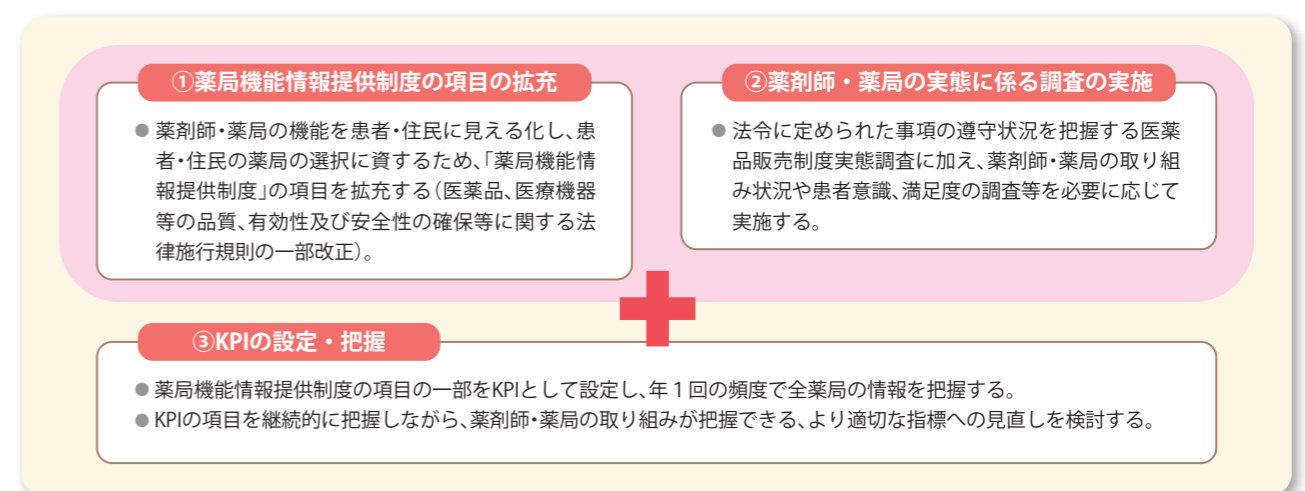 ①薬局機能情報提供制度の項目の拡充
● 薬剤師・薬局の機能を患者・住民に見える化し、患
者・住民の薬局の選択に資するため、「薬局機能情
報提供制度」の項目を拡充する（医薬品、医療機器
等の品質、有効性及び安全性の確保等に関する法
律施行規則の一部改正）。
②薬剤師・薬局の実態に係る調査の実施
● 法令に定められた事項の遵守状況を把握する医薬
品販売制度実態調査に加え、薬剤師・薬局の取り組
み状況や患者意識、満足度の調査等を必要に応じて
実施する。
③KPIの設定・把握
● 薬局機能情報提供制度の項目の一部をKPIとして設定し、年１回の頻度で全薬局の情報を把握する。
● KPIの項目を継続的に把握しながら、薬剤師・薬局の取り組みが把握できる、より適切な指標への見直しを検討する。